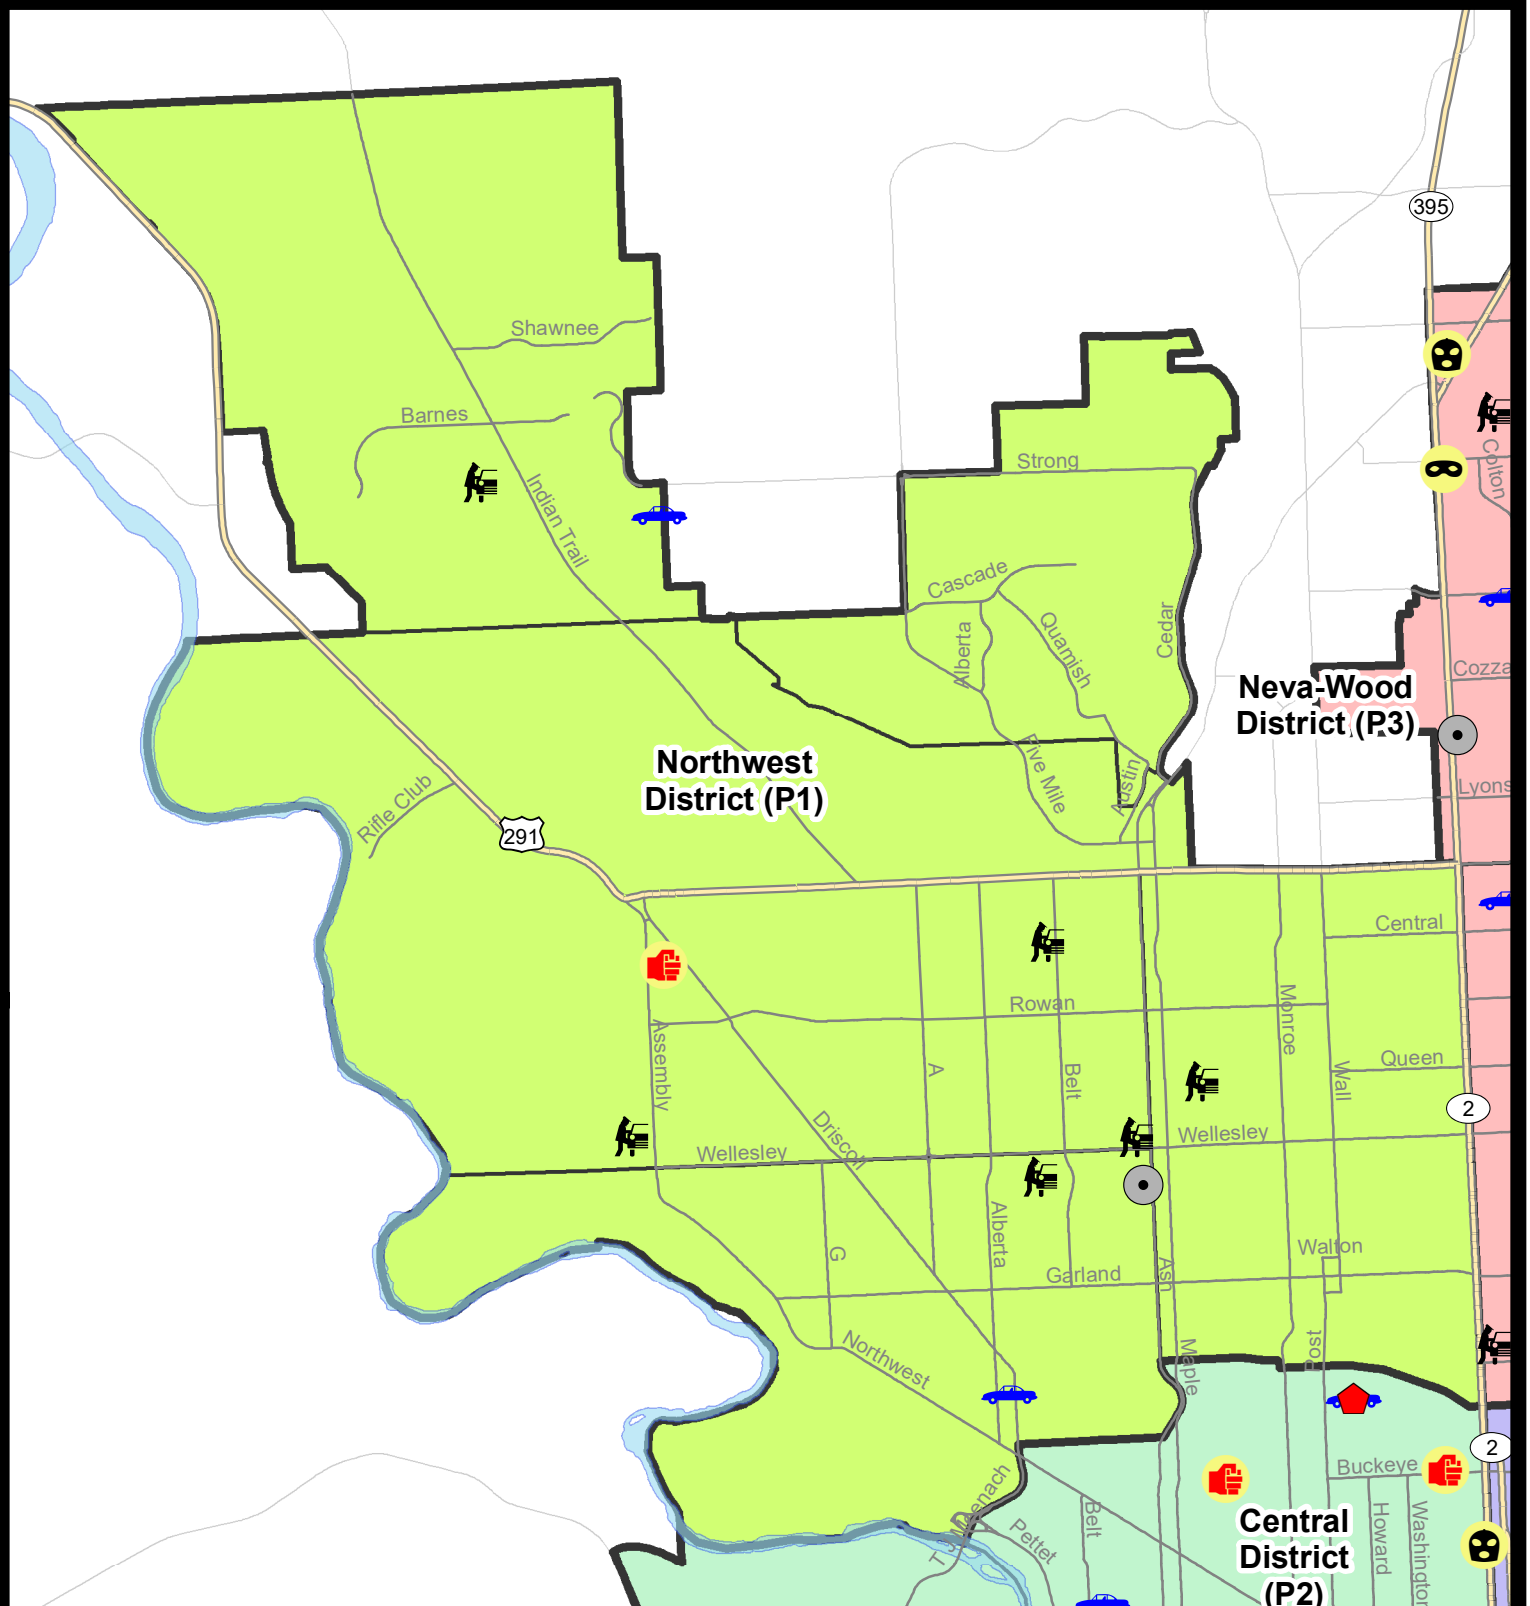 395
Shawnee
Barnes
Indian Trail
Strong
Colton
Cascade
Alberta
Quamish
Cedar
Cozza
Neva-Wood
District (P3)
Northwest
District (P1)
Five Mile
Austin
Lyons
Rifle Club
291
Central
Rowan
Monroe
Assembly
A
Belt
Wall
Queen
2
Driscoll
Wellesley
Wellesley
Alberta
G
Walton
Garland
Ash
Northwest
Maple
Post
2
Buckeye
Belt
Pettet
Howard
Washington
Central
District
(P2)